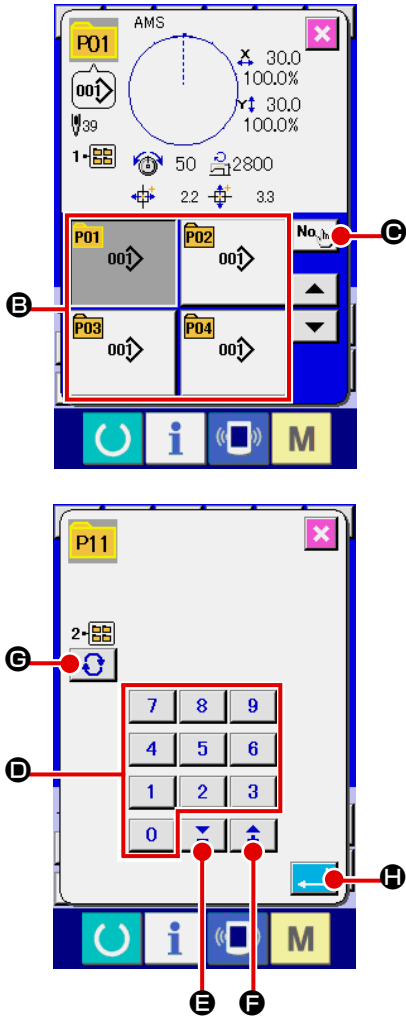 AMS
P01
X 30.0
100.0%
001
Y 30.0
100.0%
39
1
50 2800
2.2 3.3
P01 P02 No.
001 001
C
B
P03 P04
001 001
i M
P11
2
G
7 8 9
4 5 6
D
1 2 3
0
H
i M
E F